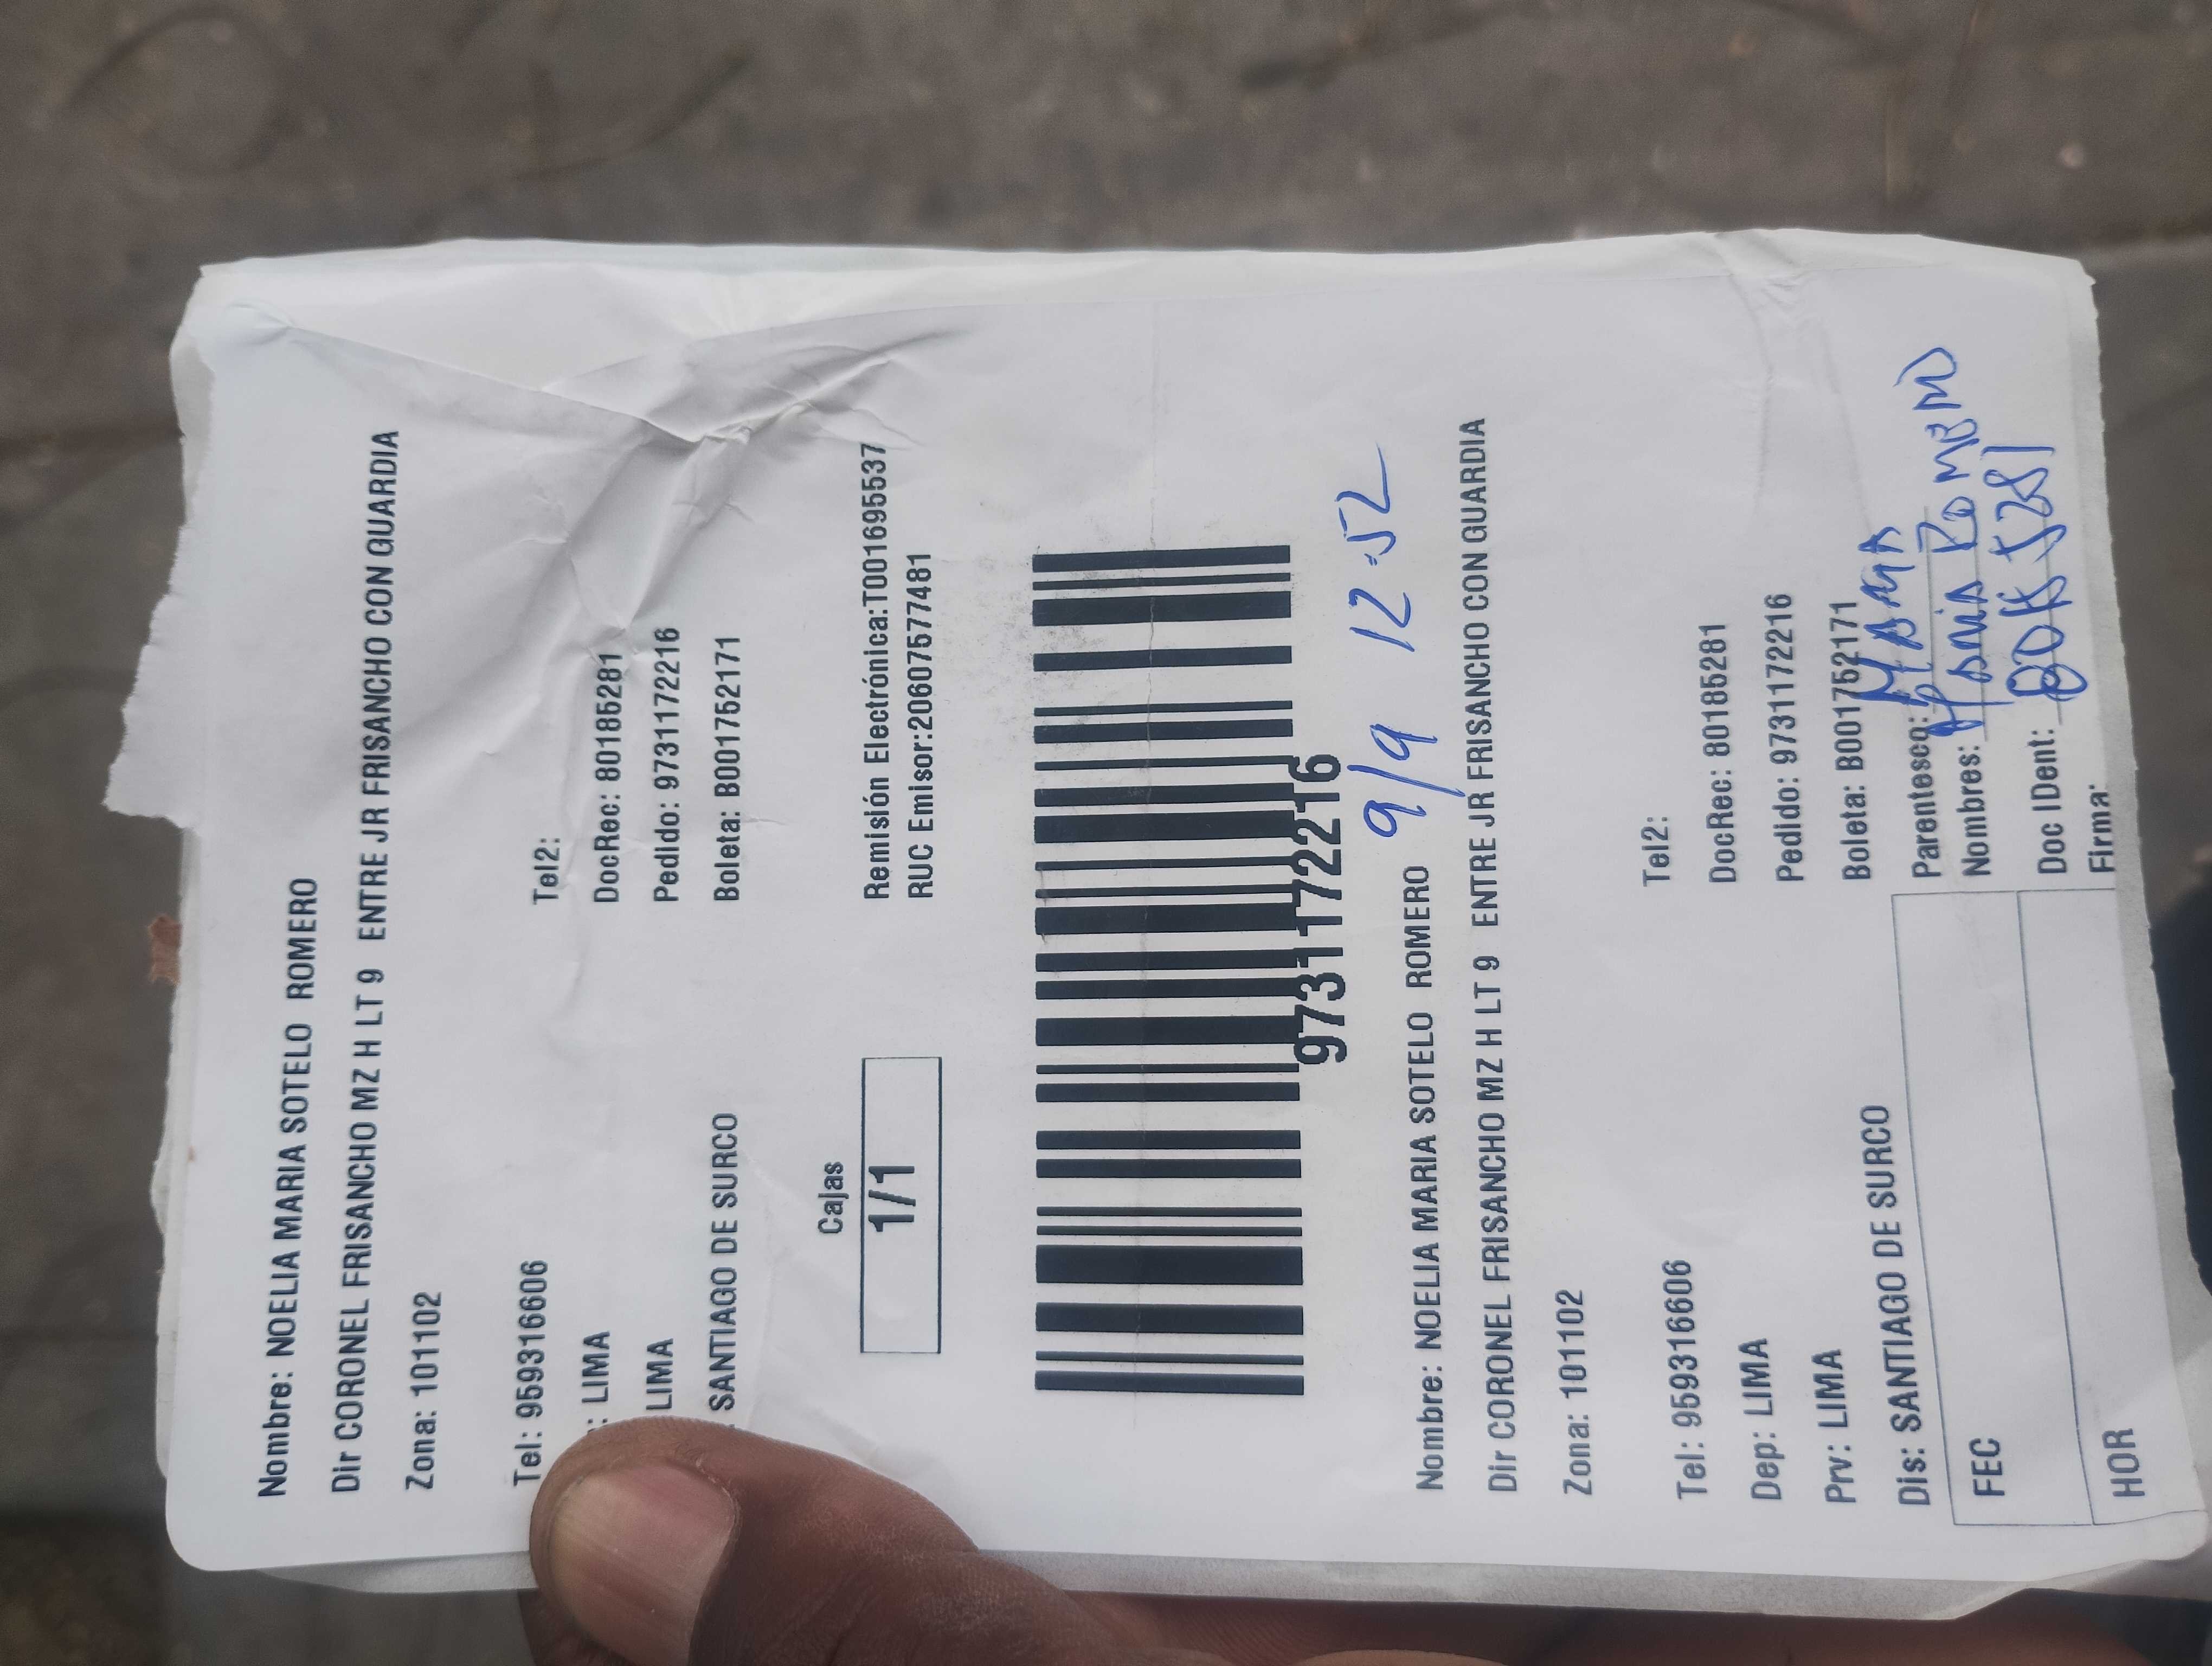 Nombre: NOELIA MARIA SOTELO ROMERO
Dir CORONEL FRISANCHO MZ H LT 9 ENTRE JR FRISANCHO CON GUARDIA
Zona: 101102
Tel: 959316606 Tel2:
: LIMA DocRec: 80185281
LIMA Pedido: 9731172216
SANTIAGO DE SURCO Boleta: B001752171
Cajas
1/1
Remisión Electrónica:T001695537
RUC Emisor:20607577481
9731172216
9/9 12:52
Nombre: NOELIA MARIA SOTELO ROMERO
Dir CORONEL FRISANCHO MZ H LT 9 ENTRE JR FRISANCHO CON GUARDIA
Zona: 101102
Tel: 959316606 Tel2:
Dep: LIMA DocRec: 80185281
Prv: LIMA Pedido: 9731172216
Dis: SANTIAGO DE SURCO Boleta: B001752171
FEC Parentesco:
Nombres: Romero
HOR Doc IDent: 80185281
Firma: